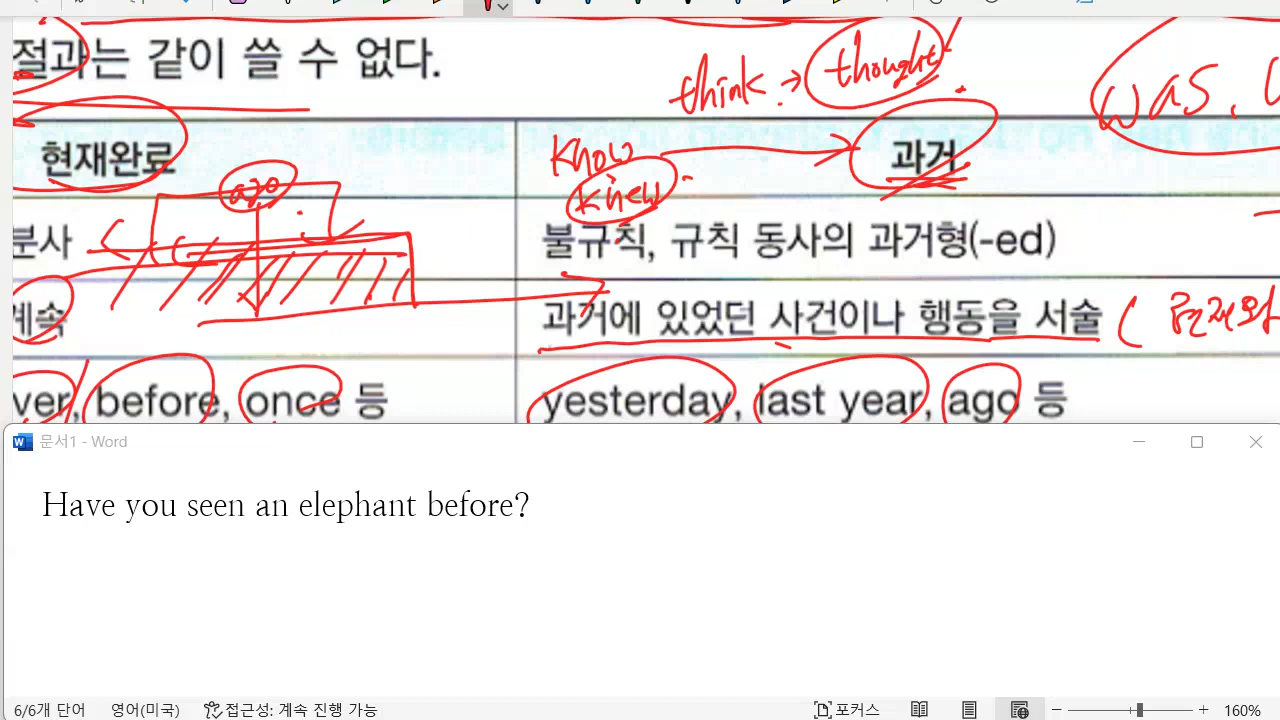 절과는 같이 쓸 수 없다.
think → thought
was,
현재완료
know
knew
과거
ago
분사
불규칙, 규칙 동사의 과거형(-ed)
계속
과거에 있었던 사건이나 행동을 서술 ( 현재와
ver, before, once 등
yesterday, last year, ago 등
문서1 - Word
Have you seen an elephant before?
6/6개 단어 영어(미국) 접근성: 계속 진행 가능 포커스 160%